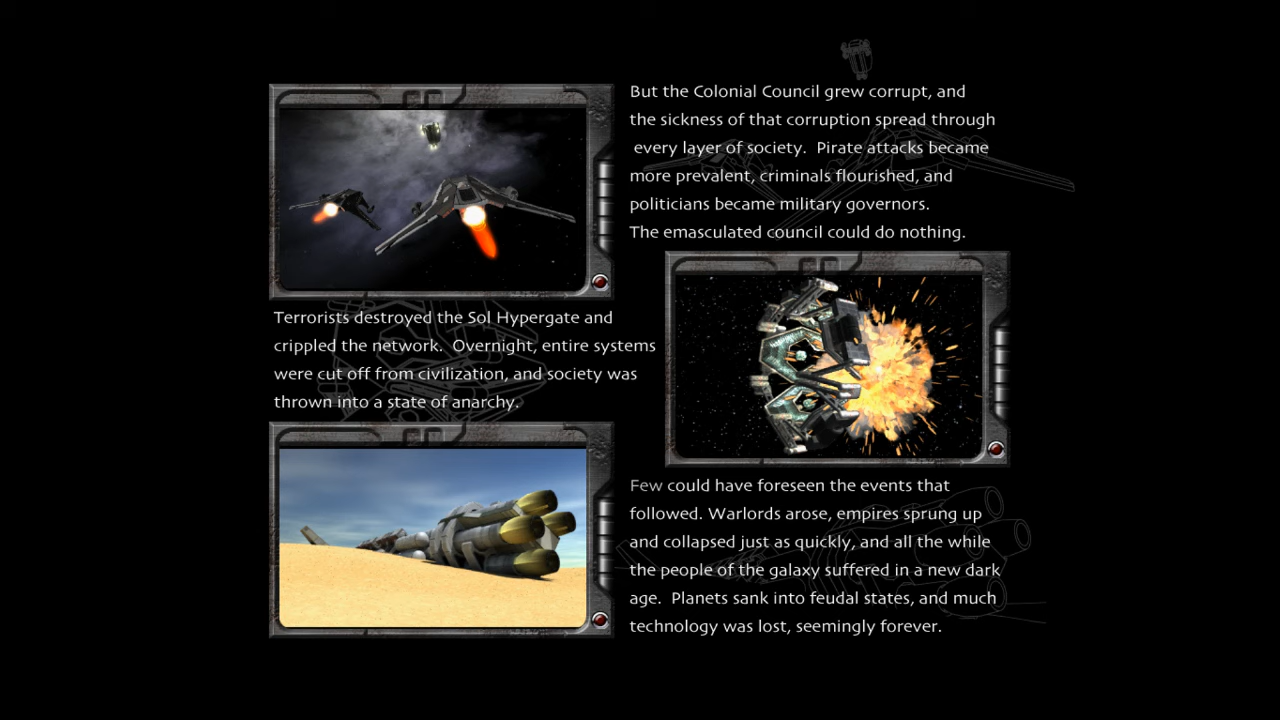 But the Colonial Council grew corrupt, and
the sickness of that corruption spread through
every layer of society.  Pirate attacks became
more prevalent, criminals flourished, and
politicians became military governors.
The emasculated council could do nothing.
Terrorists destroyed the Sol Hypergate and
crippled the network.  Overnight, entire systems
were cut off from civilization, and society was
thrown into a state of anarchy.
Few could have foreseen the events that
followed. Warlords arose, empires sprung up
and collapsed just as quickly, and all the while
the people of the galaxy suffered in a new dark
age.  Planets sank into feudal states, and much
technology was lost, seemingly forever.